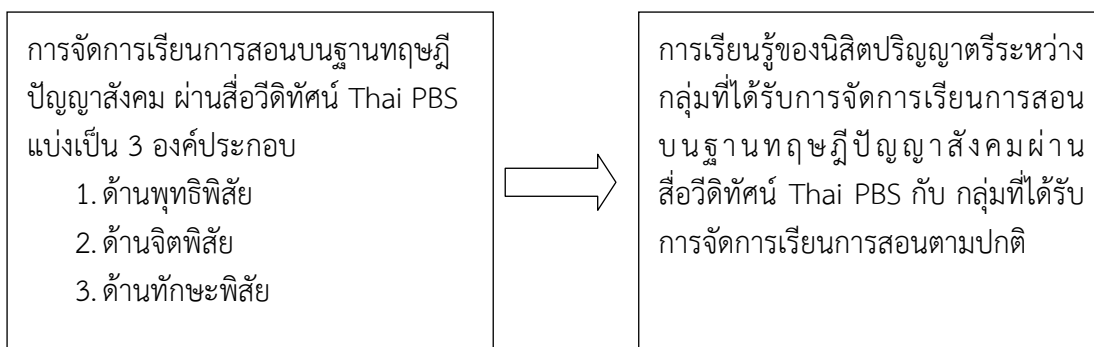 การจัดการเรียนการสอนบนฐานทฤษฎี
ปัญญาสังคม ผ่านสื่อวีดิทัศน์ Thai PBS
แบ่งเป็น 3 องค์ประกอบ
1. ด้านพุทธิพิสัย
2. ด้านจิตพิสัย
3. ด้านทักษะพิสัย
การเรียนรู้ของนิสิตปริญญาตรีระหว่าง
กลุ่มที่ได้รับการจัดการเรียนการสอน
บนฐานทฤษฎีปัญญาสังคมผ่าน
สื่อวีดิทัศน์ Thai PBS กับ กลุ่มที่ได้รับ
การจัดการเรียนการสอนตามปกติ